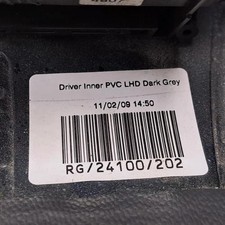 Driver Inner PVC LHD Dark Grey
11/02/09 14:50
RG/24100/202